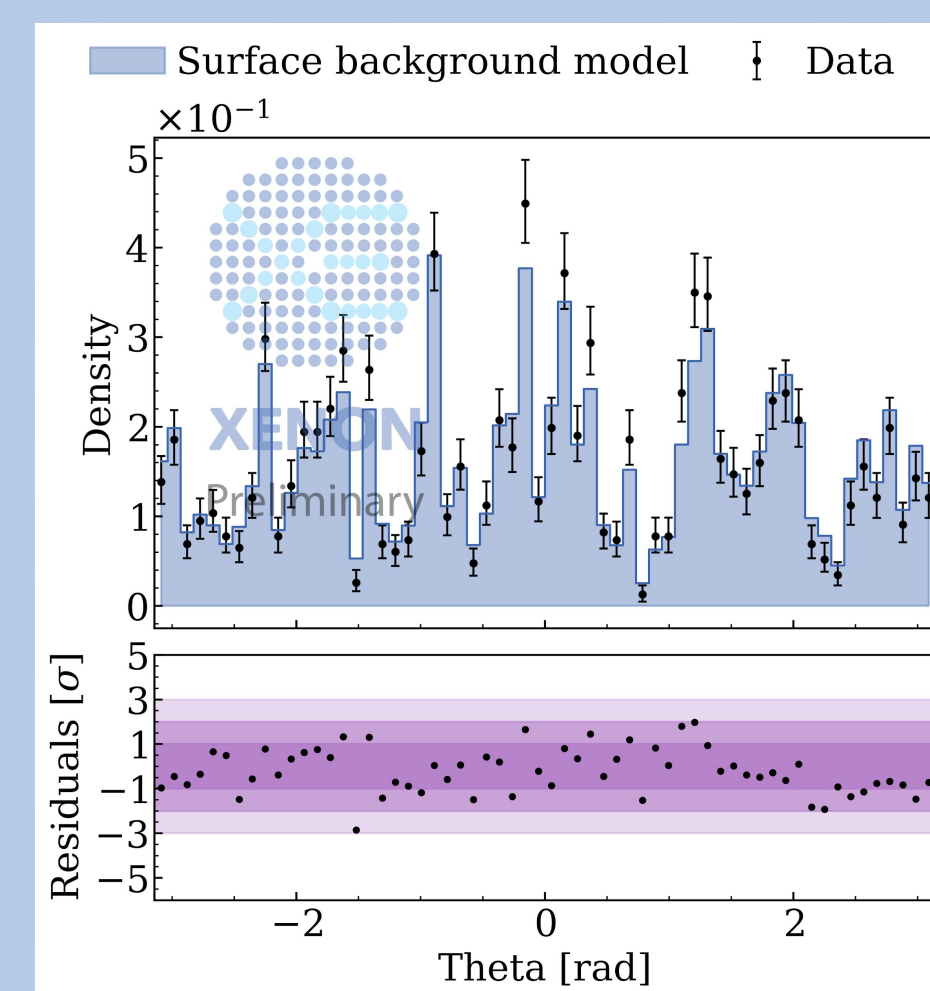 Surface background model Data
×10⁻¹
5
4
3
2
1
0
Density
XENON
Preliminary
5
3
1
−1
−3
−5
Residuals [σ]
−2 0 2
Theta [rad]